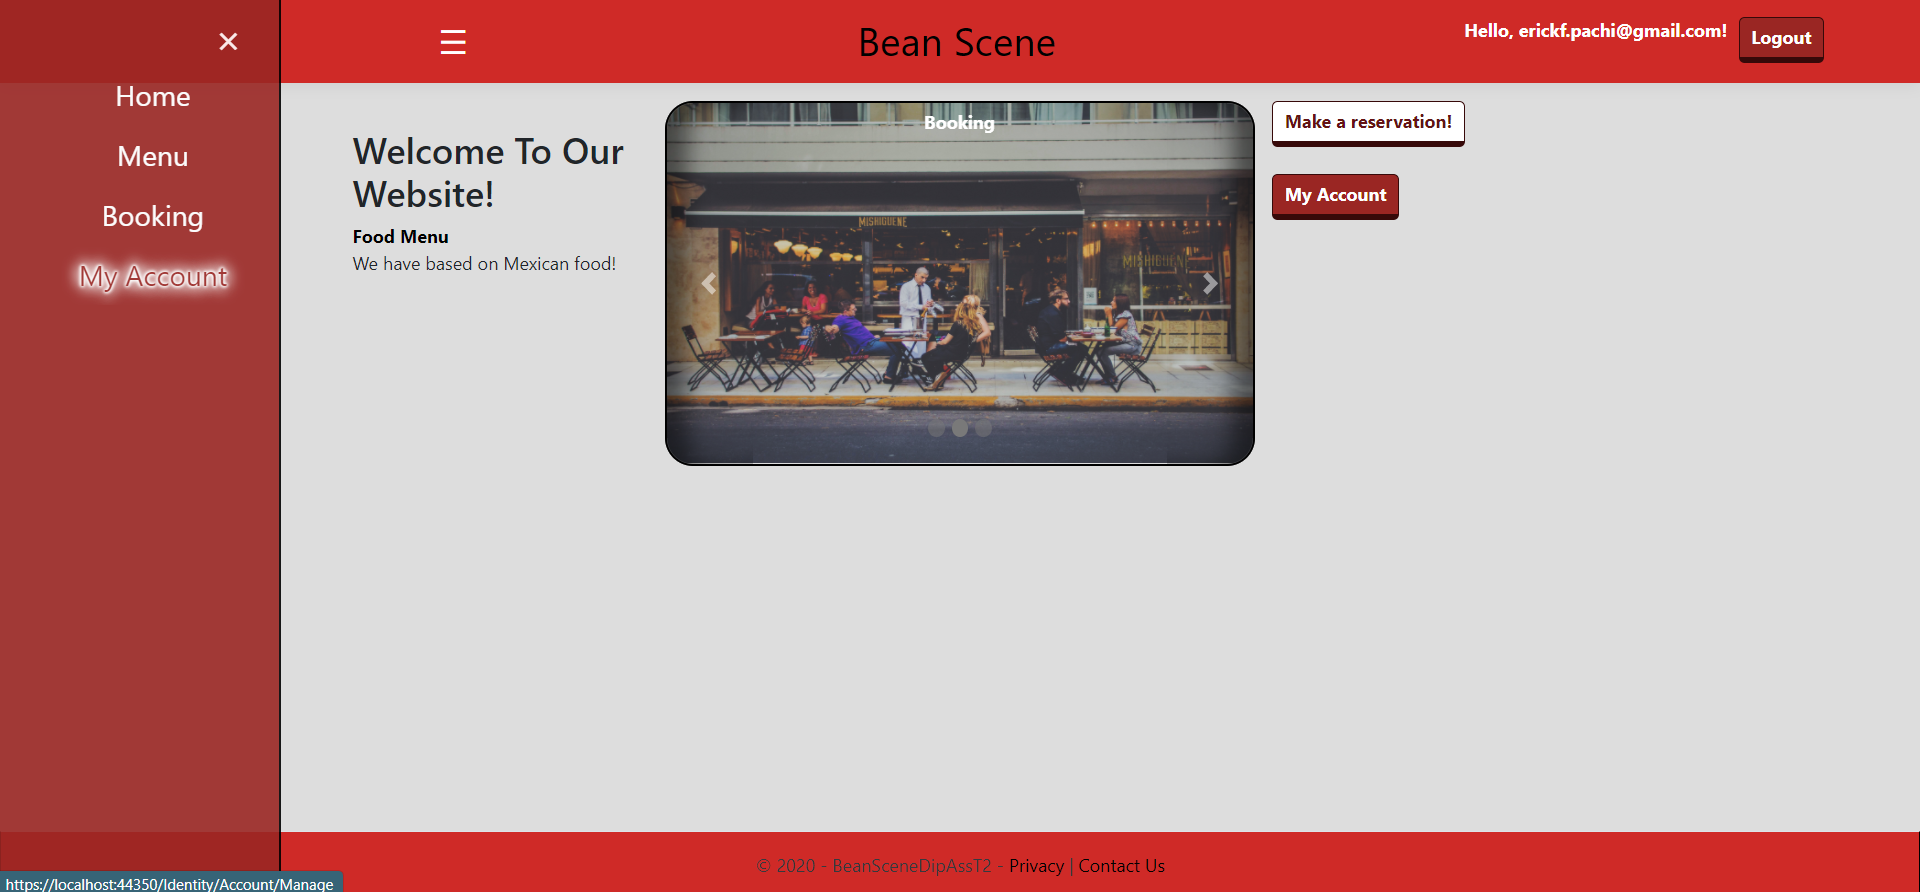 ×
☰
Bean Scene
Hello, erickf.pachi@gmail.com!
Logout
Home
Menu
Booking
My Account
Welcome To Our
Website!
Food Menu
We have based on Mexican food!
Booking
MISHIGUENE
MISHIGUENE
Make a reservation!
My Account
© 2020 - BeanSceneDipAssT2 - Privacy | Contact Us
https://localhost:44350/Identity/Account/Manage